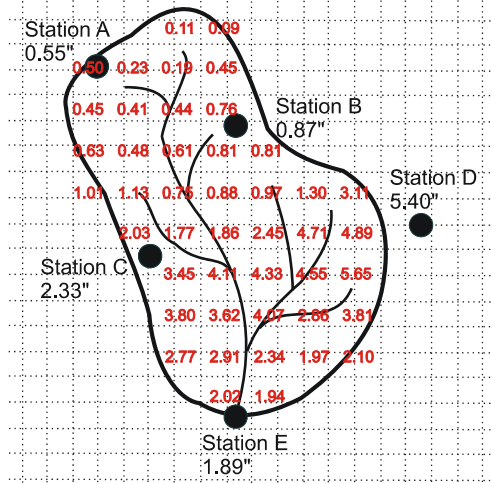 0.11 0.09
Station A
0.55"
0.50 0.23 0.19 0.45
0.45 0.41 0.44 0.76
Station B
0.87"
0.63 0.48 0.61 0.81 0.81
Station D
5.40"
1.01 1.13 0.75 0.88 0.97 1.30 3.11
2.03 1.77 1.86 2.45 4.71 4.89
Station C
2.33"
3.45 4.11 4.33 4.55 5.65
3.80 3.62 4.07 2.86 3.81
2.77 2.91 2.34 1.97 2.10
2.02 1.94
Station E
1.89"